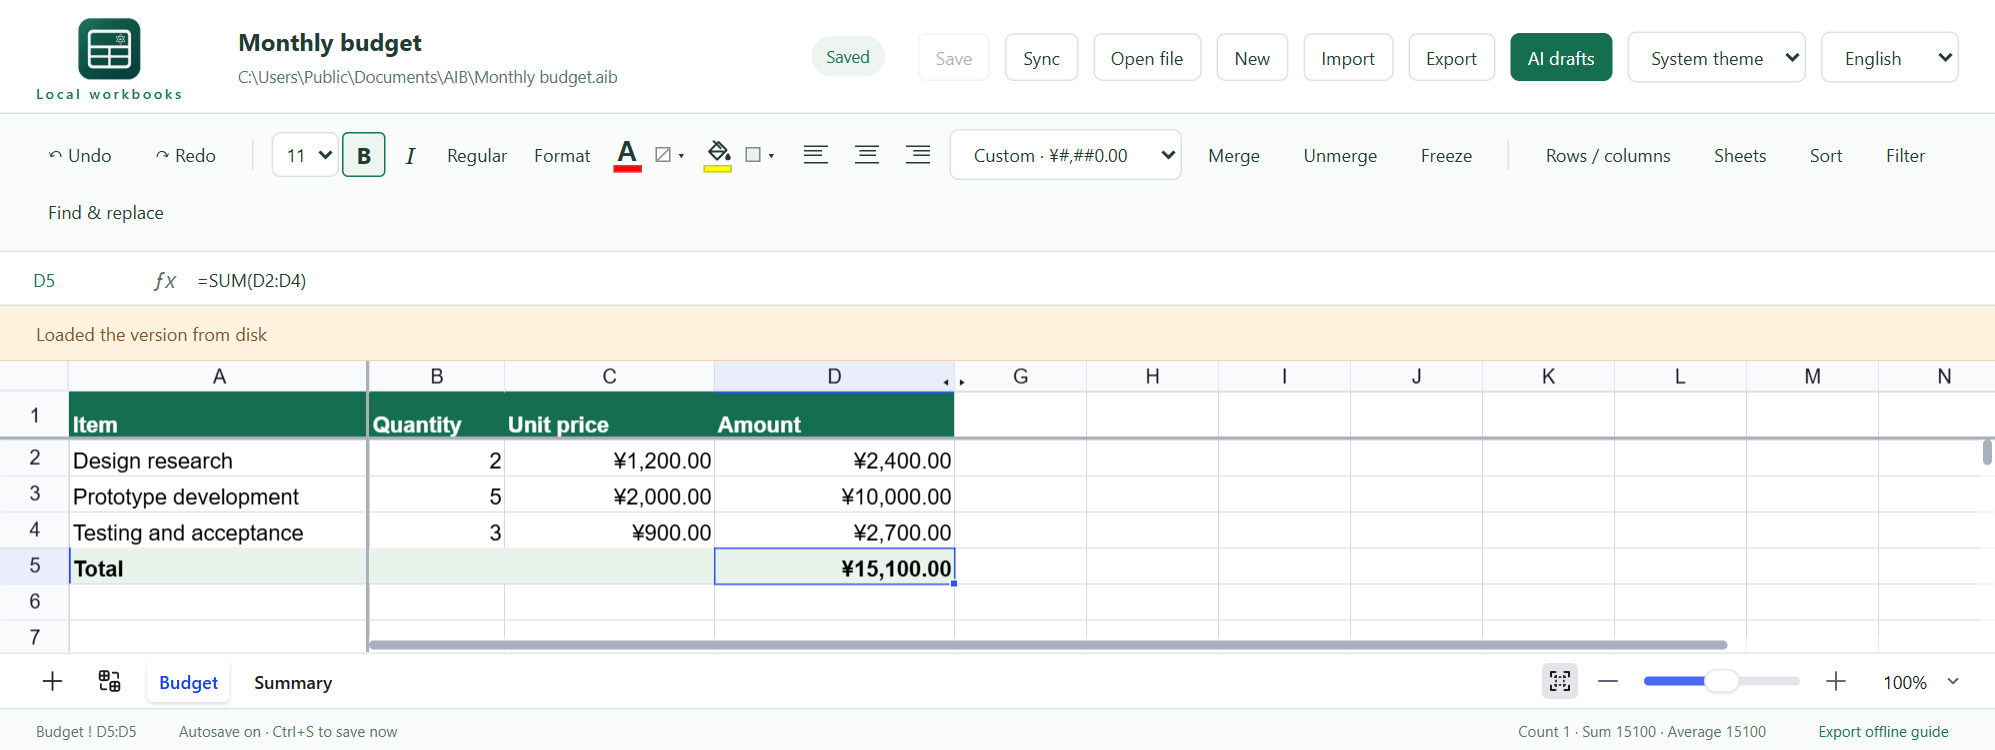 Local workbooks
Monthly budget
C:\Users\Public\Documents\AIB\Monthly budget.aib
Saved Save Sync Open file New Import Export AI drafts System theme English
Undo Redo 11 B I Regular Format A Custom · ¥#,##0.00 Merge Unmerge Freeze Rows / columns Sheets Sort Filter
Find & replace
D5 ƒx =SUM(D2:D4)
Loaded the version from disk
A B C D G H I J K L M N
1 Item Quantity Unit price Amount
2 Design research 2 ¥1,200.00 ¥2,400.00
3 Prototype development 5 ¥2,000.00 ¥10,000.00
4 Testing and acceptance 3 ¥900.00 ¥2,700.00
5 Total ¥15,100.00
6
7
Budget Summary 100%
Budget ! D5:D5 Autosave on · Ctrl+S to save now Count 1 · Sum 15100 · Average 15100 Export offline guide